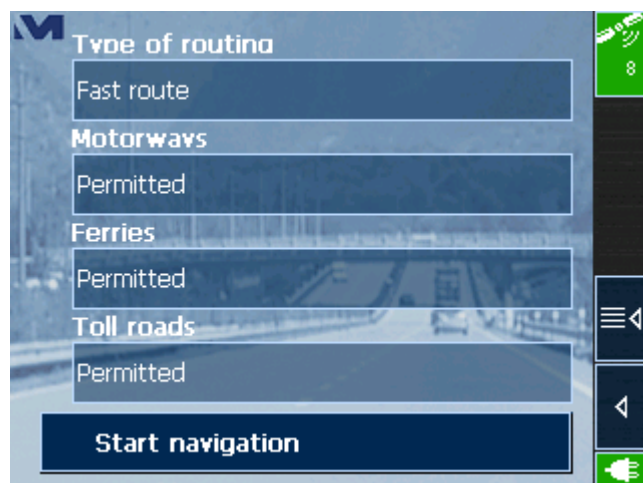 Type of routing
8
Fast route
Motorways
Permitted
Ferries
Permitted
Toll roads
Permitted
Start navigation